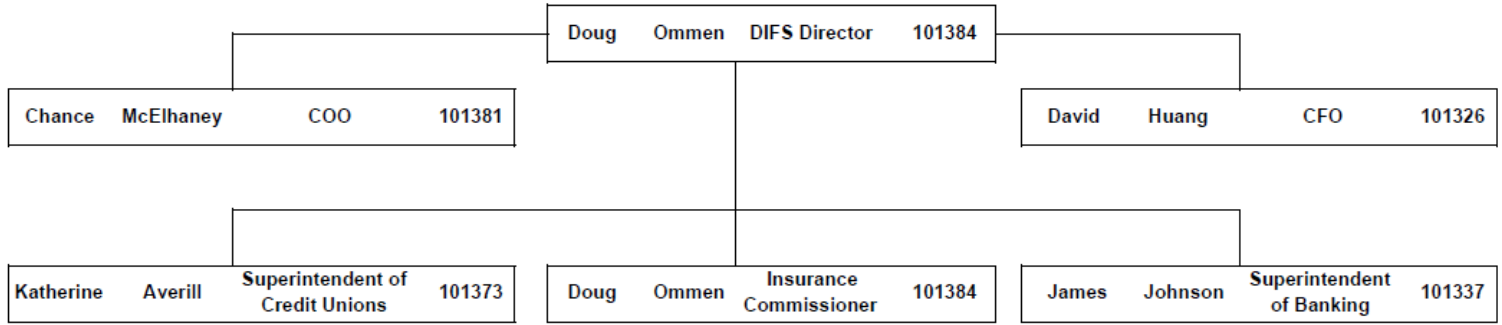 Doug Ommen DIFS Director 101384
Chance McElhaney COO 101381
David Huang CFO 101326
Katherine Averill Superintendent of Credit Unions 101373
Doug Ommen Insurance Commissioner 101384
James Johnson Superintendent of Banking 101337